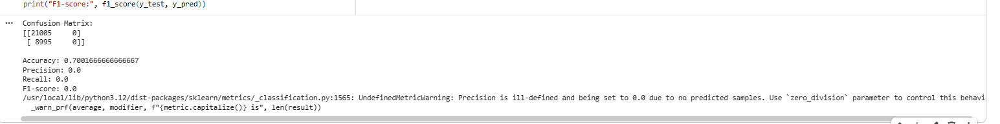 print("F1-score:", f1_score(y_test, y_pred))
Confusion Matrix:
[[21005     0]
 [ 8995     0]]
Accuracy: 0.7001666666666667
Precision: 0.0
Recall: 0.0
F1-score: 0.0
/usr/local/lib/python3.12/dist-packages/sklearn/metrics/_classification.py:1565: UndefinedMetricWarning: Precision is ill-defined and being set to 0.0 due to no predicted samples. Use `zero_division` parameter to control this behavi
  _warn_prf(average, modifier, f"{metric.capitalize()} is", len(result))